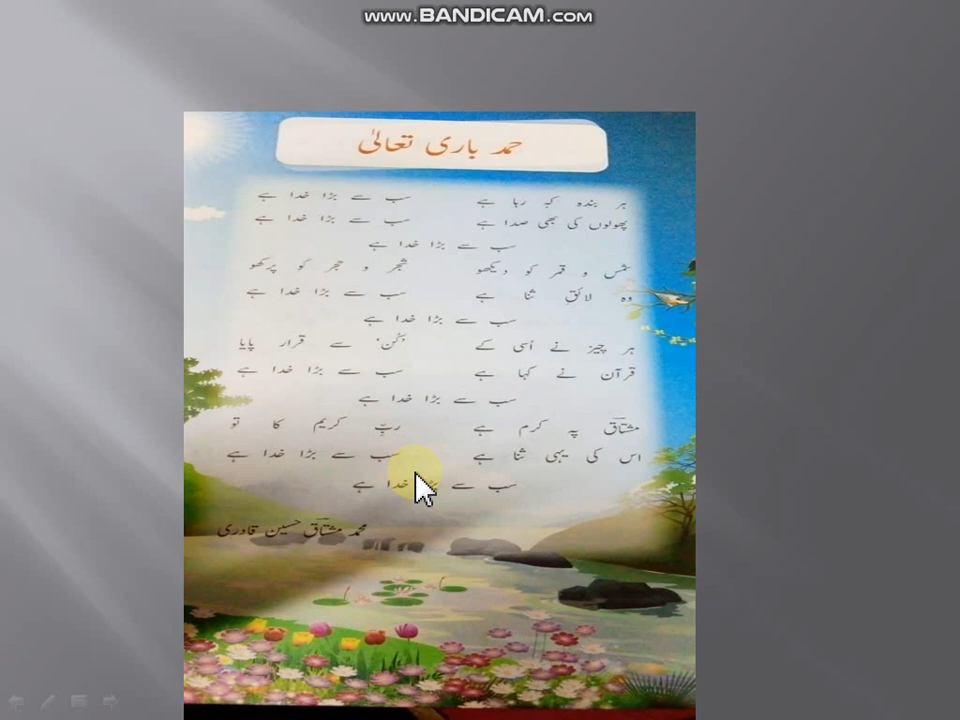 www.BANDICAM.com
حمد باری تعالیٰ
ہر بندہ کہہ رہا ہے سب سے بڑا خدا ہے
پھولوں کی بھی صدا ہے سب سے بڑا خدا ہے
سب سے بڑا خدا ہے
شمس و قمر کو دیکھو شجر و حجر کو پرکھو
وہ لائقِ ثنا ہے سب سے بڑا خدا ہے
سب سے بڑا خدا ہے
ہر چیز نے اُسی کے ’کُن‘ سے قرار پایا
قرآن نے کہا ہے سب سے بڑا خدا ہے
سب سے بڑا خدا ہے
مشتاقؔ پہ کرم ہے ربِّ کریم کا تو
اس کی یہی ثنا ہے سب سے بڑا خدا ہے
سب سے بڑا خدا ہے
محمد مشتاقؔ حسین قادری